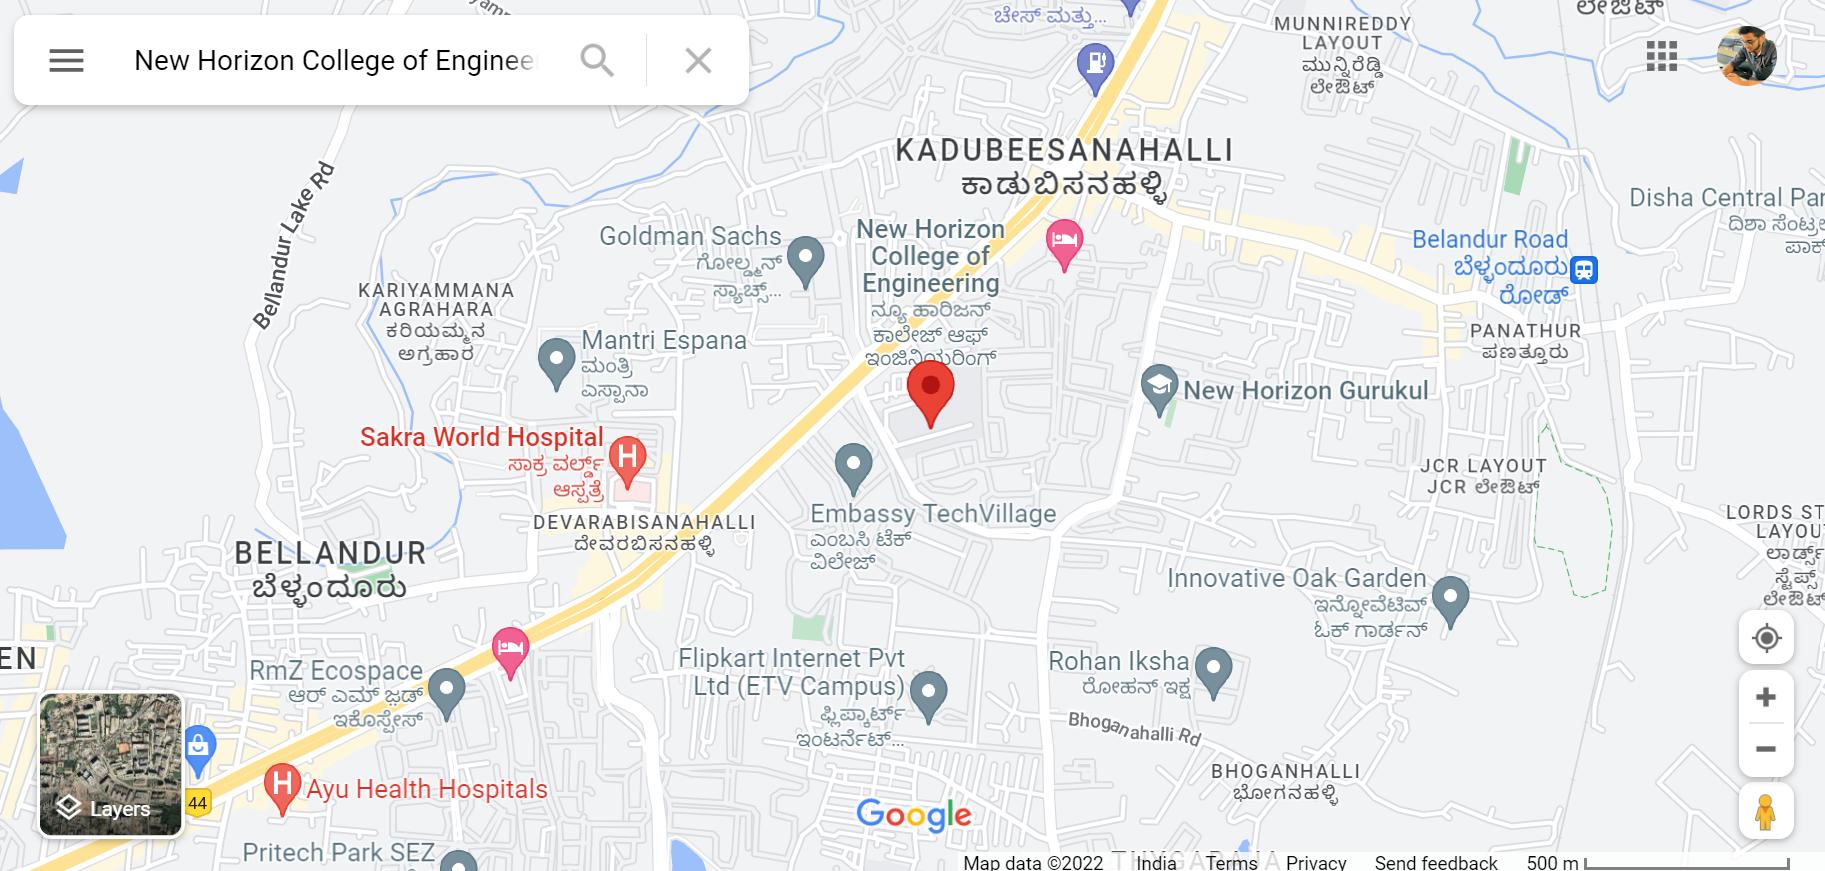 New Horizon College of Enginee
ಚೇಸ್ ಮತ್ತು...
ಲೇಔಟ್
MUNNIREDDY
LAYOUT
ಮುನ್ನಿರೆಡ್ಡಿ
ಲೇಔಟ್
KADUBEESANAHALLI
ಕಾಡುಬಿಸನಹಳ್ಳಿ
Bellandur Lake Rd
Disha Central Par
ದಿಶಾ ಸೆಂಟ್ರಲ
ಪಾಕ್
New Horizon
College of
Engineering
ನ್ಯೂ ಹಾರಿಜನ್
ಕಾಲೇಜ್ ಆಫ್
ಇಂಜಿನಿಯರಿಂಗ್
Goldman Sachs
ಗೋಲ್ಡ್ಮನ್
ಸ್ಯಾಚ್ಸ್...
Belandur Road
ಬೆಳ್ಳಂದೂರು
ರೋಡ್
KARIYAMMANA
AGRAHARA
ಕರಿಯಮ್ಮನ
ಅಗ್ರಹಾರ
PANATHUR
ಪಣತ್ತೂರು
Mantri Espana
ಮಂತ್ರಿ
ಎಸ್ಪಾನಾ
New Horizon Gurukul
Sakra World Hospital
ಸಾಕ್ರ ವರ್ಲ್ಡ್
ಆಸ್ಪತ್ರೆ
JCR LAYOUT
JCR ಲೇಔಟ್
Embassy TechVillage
ಎಂಬಸಿ ಟೆಕ್
ವಿಲೇಜ್
LORDS ST
LAYOU
ಲಾರ್ಡ್ಸ್
ಸ್ಟೆಪ್ಸ್
ಲೇಔಟ್
DEVARABISANAHALLI
ದೇವರಬಿಸನಹಳ್ಳಿ
BELLANDUR
ಬೆಳ್ಳಂದೂರು
Innovative Oak Garden
ಇನ್ನೋವೆಟಿವ್
ಓಕ್ ಗಾರ್ಡನ್
EN
RmZ Ecospace
ಆರ್ ಎಮ್ ಜ಼ಡ್
ಇಕೊಸ್ಪೇಸ್
Flipkart Internet Pvt
Ltd (ETV Campus)
ಫ್ಲಿಪ್ಕಾರ್ಟ್
ಇಂಟರ್ನೆಟ್...
Rohan Iksha
ರೋಹನ್ ಇಕ್ಷ
Bhoganahalli Rd
BHOGANHALLI
ಭೋಗನಹಳ್ಳಿ
Ayu Health Hospitals
44
Layers
Google
Pritech Park SEZ
Map data ©2022 India Terms Privacy Send feedback 500 m